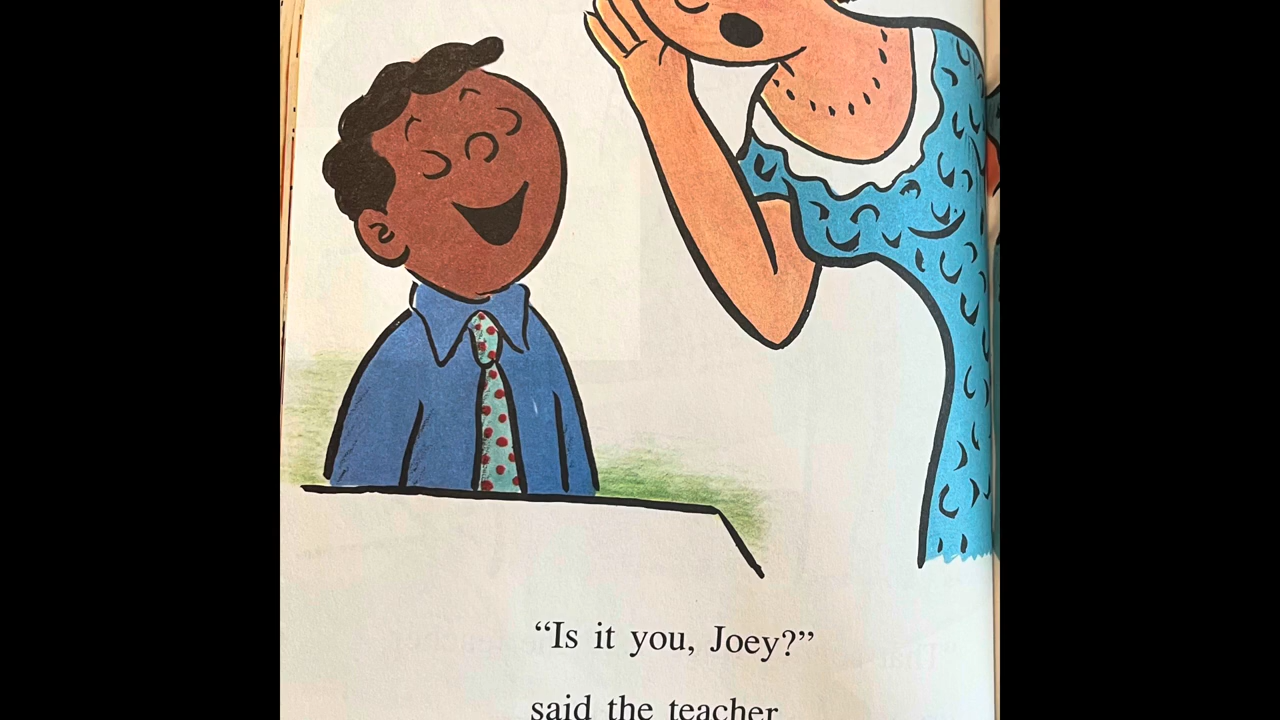 “Is it you, Joey?”
said the teacher